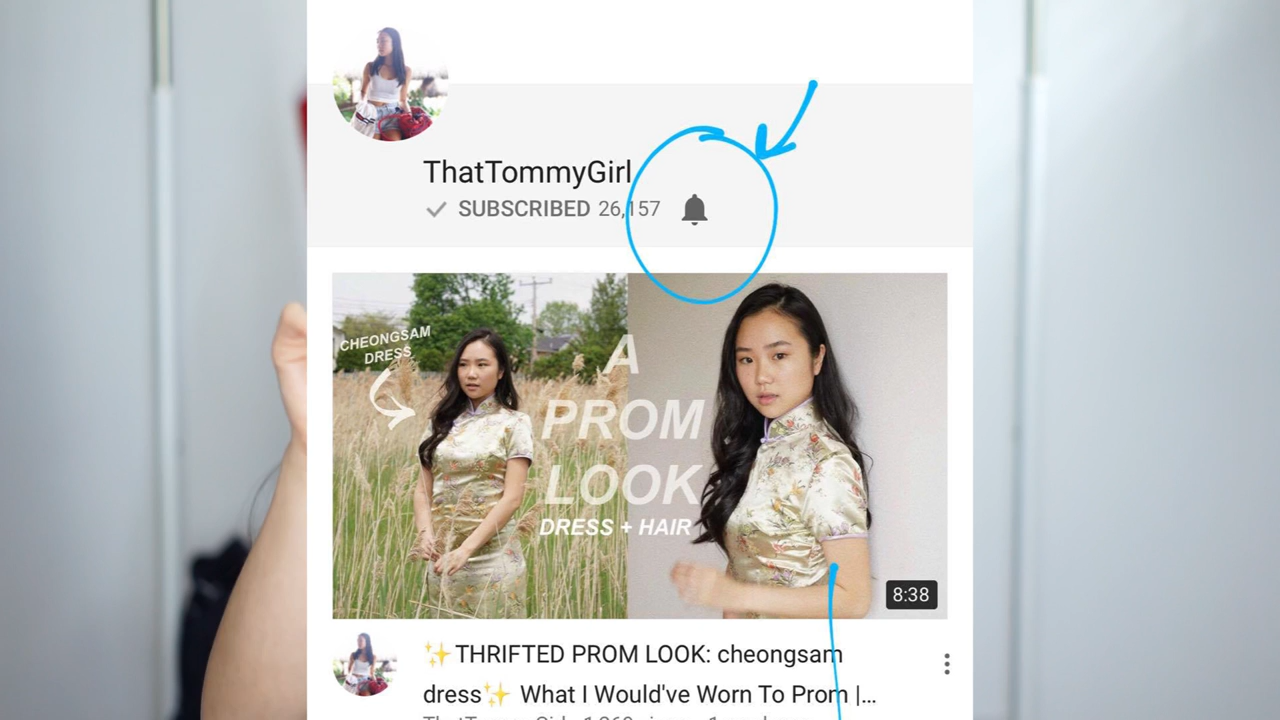 ThatTommyGirl
SUBSCRIBED 26,157
CHEONGSAM
DRESS
A
PROM
LOOK
DRESS + HAIR
8:38
✨THRIFTED PROM LOOK: cheongsam
dress✨ What I Would've Worn To Prom |...